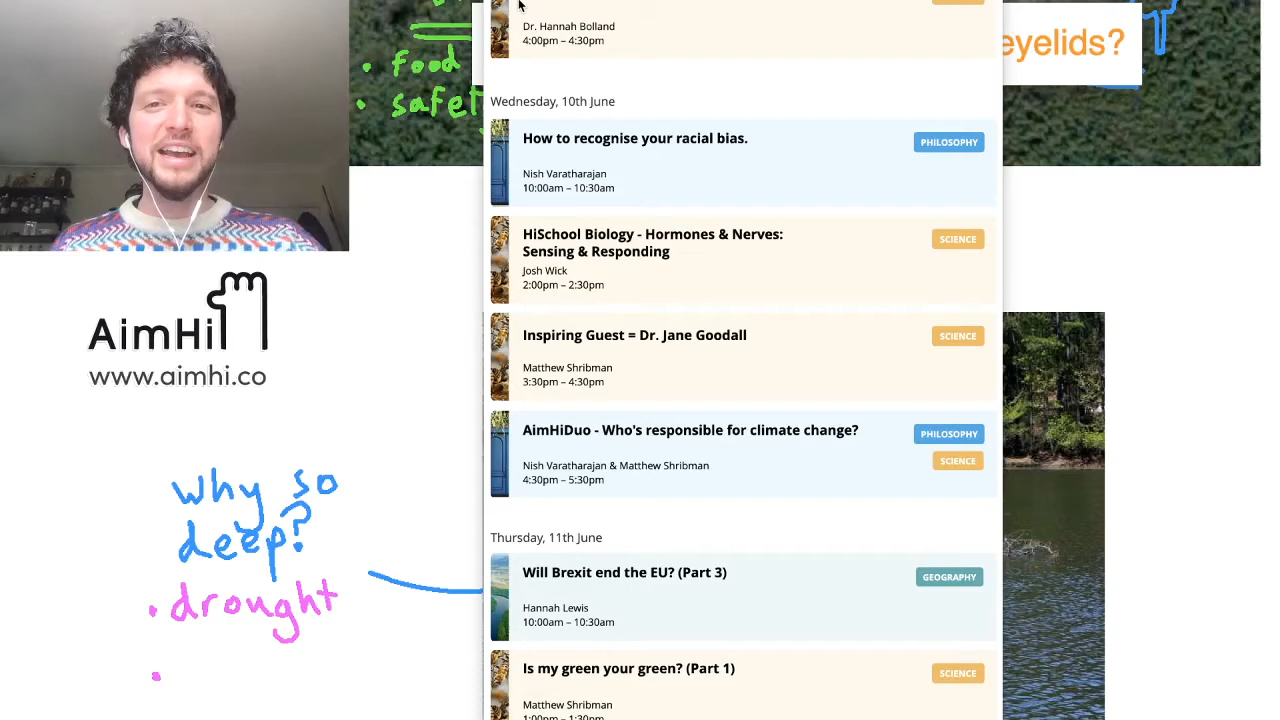 Dr. Hannah Bolland
4:00pm – 4:30pm
• food
• safety
eyelids?
Wednesday, 10th June
How to recognise your racial bias.
PHILOSOPHY
Nish Varatharajan
10:00am – 10:30am
HiSchool Biology - Hormones & Nerves:
Sensing & Responding
SCIENCE
Josh Wick
2:00pm – 2:30pm
Inspiring Guest = Dr. Jane Goodall
SCIENCE
Matthew Shribman
3:30pm – 4:30pm
AimHiDuo - Who's responsible for climate change?
PHILOSOPHY
SCIENCE
Nish Varatharajan & Matthew Shribman
4:30pm – 5:30pm
Thursday, 11th June
Will Brexit end the EU? (Part 3)
GEOGRAPHY
Hannah Lewis
10:00am – 10:30am
Is my green your green? (Part 1)
SCIENCE
Matthew Shribman
1:00pm – 1:30pm
AimHi
www.aimhi.co
why so
deep?
• drought
•